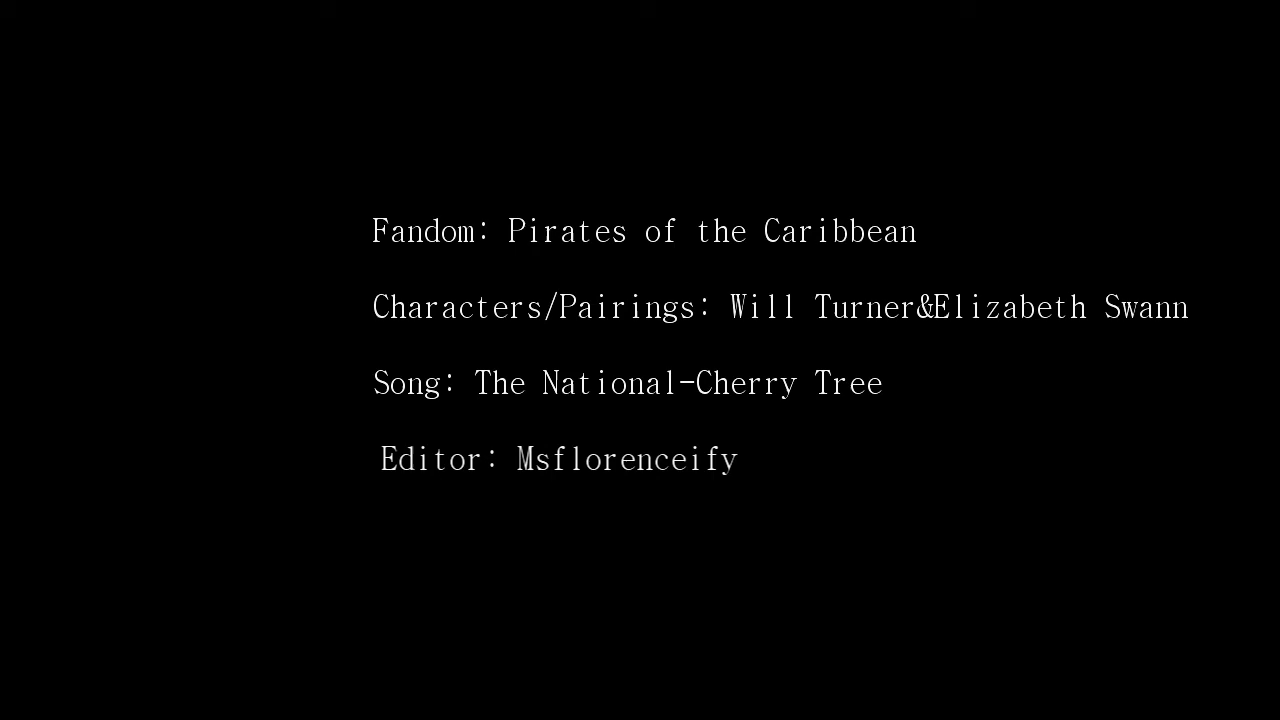 Fandom: Pirates of the Caribbean
Characters/Pairings: Will Turner&Elizabeth Swann
Song: The National-Cherry Tree
Editor: Msflorenceify